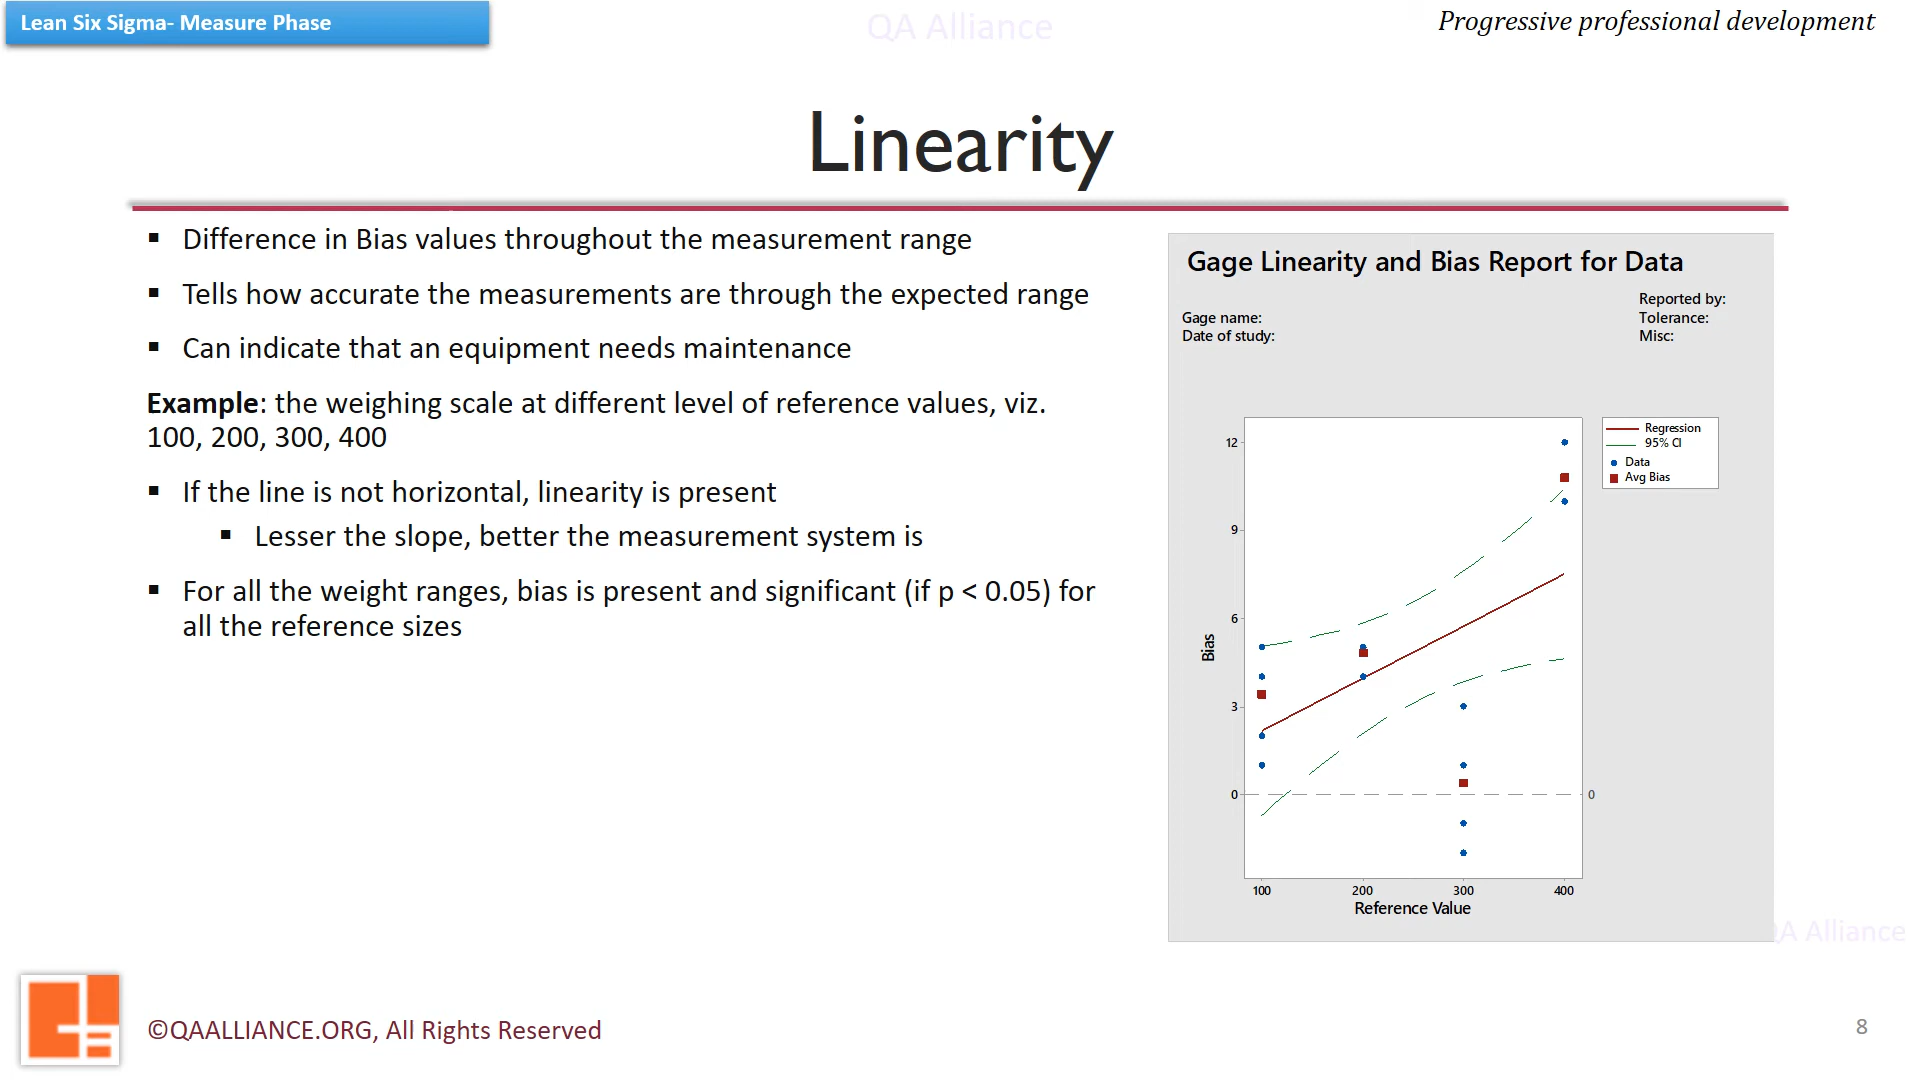 Lean Six Sigma- Measure Phase
QA Alliance
Progressive professional development
Linearity
Difference in Bias values throughout the measurement range
Tells how accurate the measurements are through the expected range
Can indicate that an equipment needs maintenance
Example: the weighing scale at different level of reference values, viz.
100, 200, 300, 400
If the line is not horizontal, linearity is present
Lesser the slope, better the measurement system is
For all the weight ranges, bias is present and significant (if p < 0.05) for
all the reference sizes
Gage Linearity and Bias Report for Data
Gage name:
Date of study:
Reported by:
Tolerance:
Misc:
Regression
95% CI
Data
Avg Bias
12
9
6
3
0
0
Bias
100 200 300 400
Reference Value
QA Alliance
©QAALLIANCE.ORG, All Rights Reserved
8